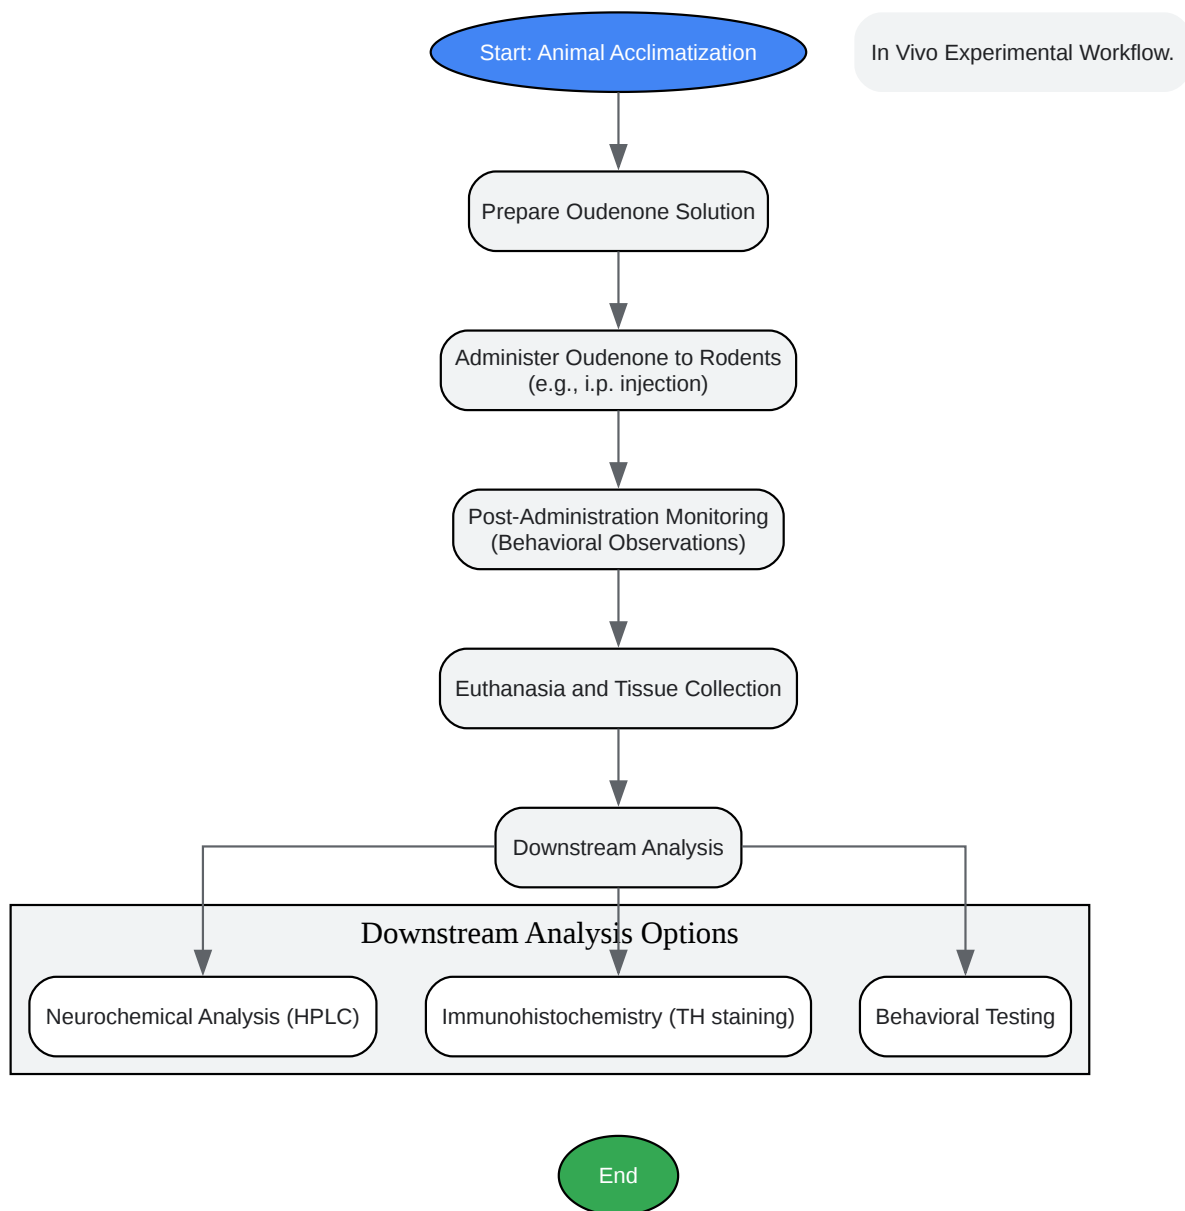 Start: Animal Acclimatization
In Vivo Experimental Workflow.
Prepare Oudenone Solution
Administer Oudenone to Rodents
(e.g., i.p. injection)
Post-Administration Monitoring
(Behavioral Observations)
Euthanasia and Tissue Collection
Downstream Analysis
Downstream Analysis Options
Neurochemical Analysis (HPLC)
Immunohistochemistry (TH staining)
Behavioral Testing
End